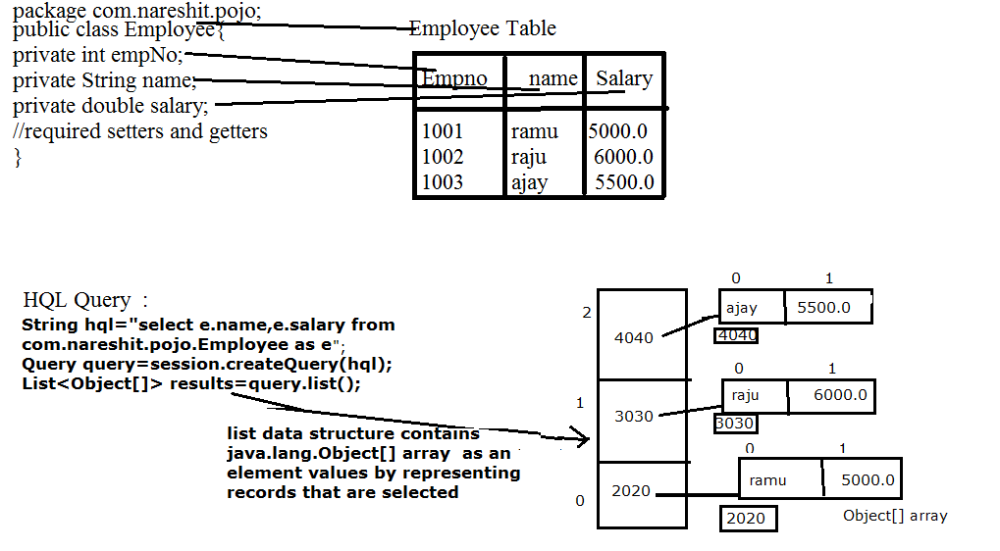 package com.nareshit.pojo;
public class Employee{
private int empNo;
private String name;
private double salary;
//required setters and getters
}
Employee Table
Empno name Salary
1001 ramu 5000.0
1002 raju 6000.0
1003 ajay 5500.0
HQL Query :
String hql="select e.name,e.salary from
com.nareshit.pojo.Employee as e";
Query query=session.createQuery(hql);
List<Object[]> results=query.list();
list data structure contains
java.lang.Object[] array as an
element values by representing
records that are selected
2
4040
1
3030
0
2020
0 1
ajay 5500.0
4040
0 1
raju 6000.0
3030
0 1
ramu 5000.0
2020
Object[] array